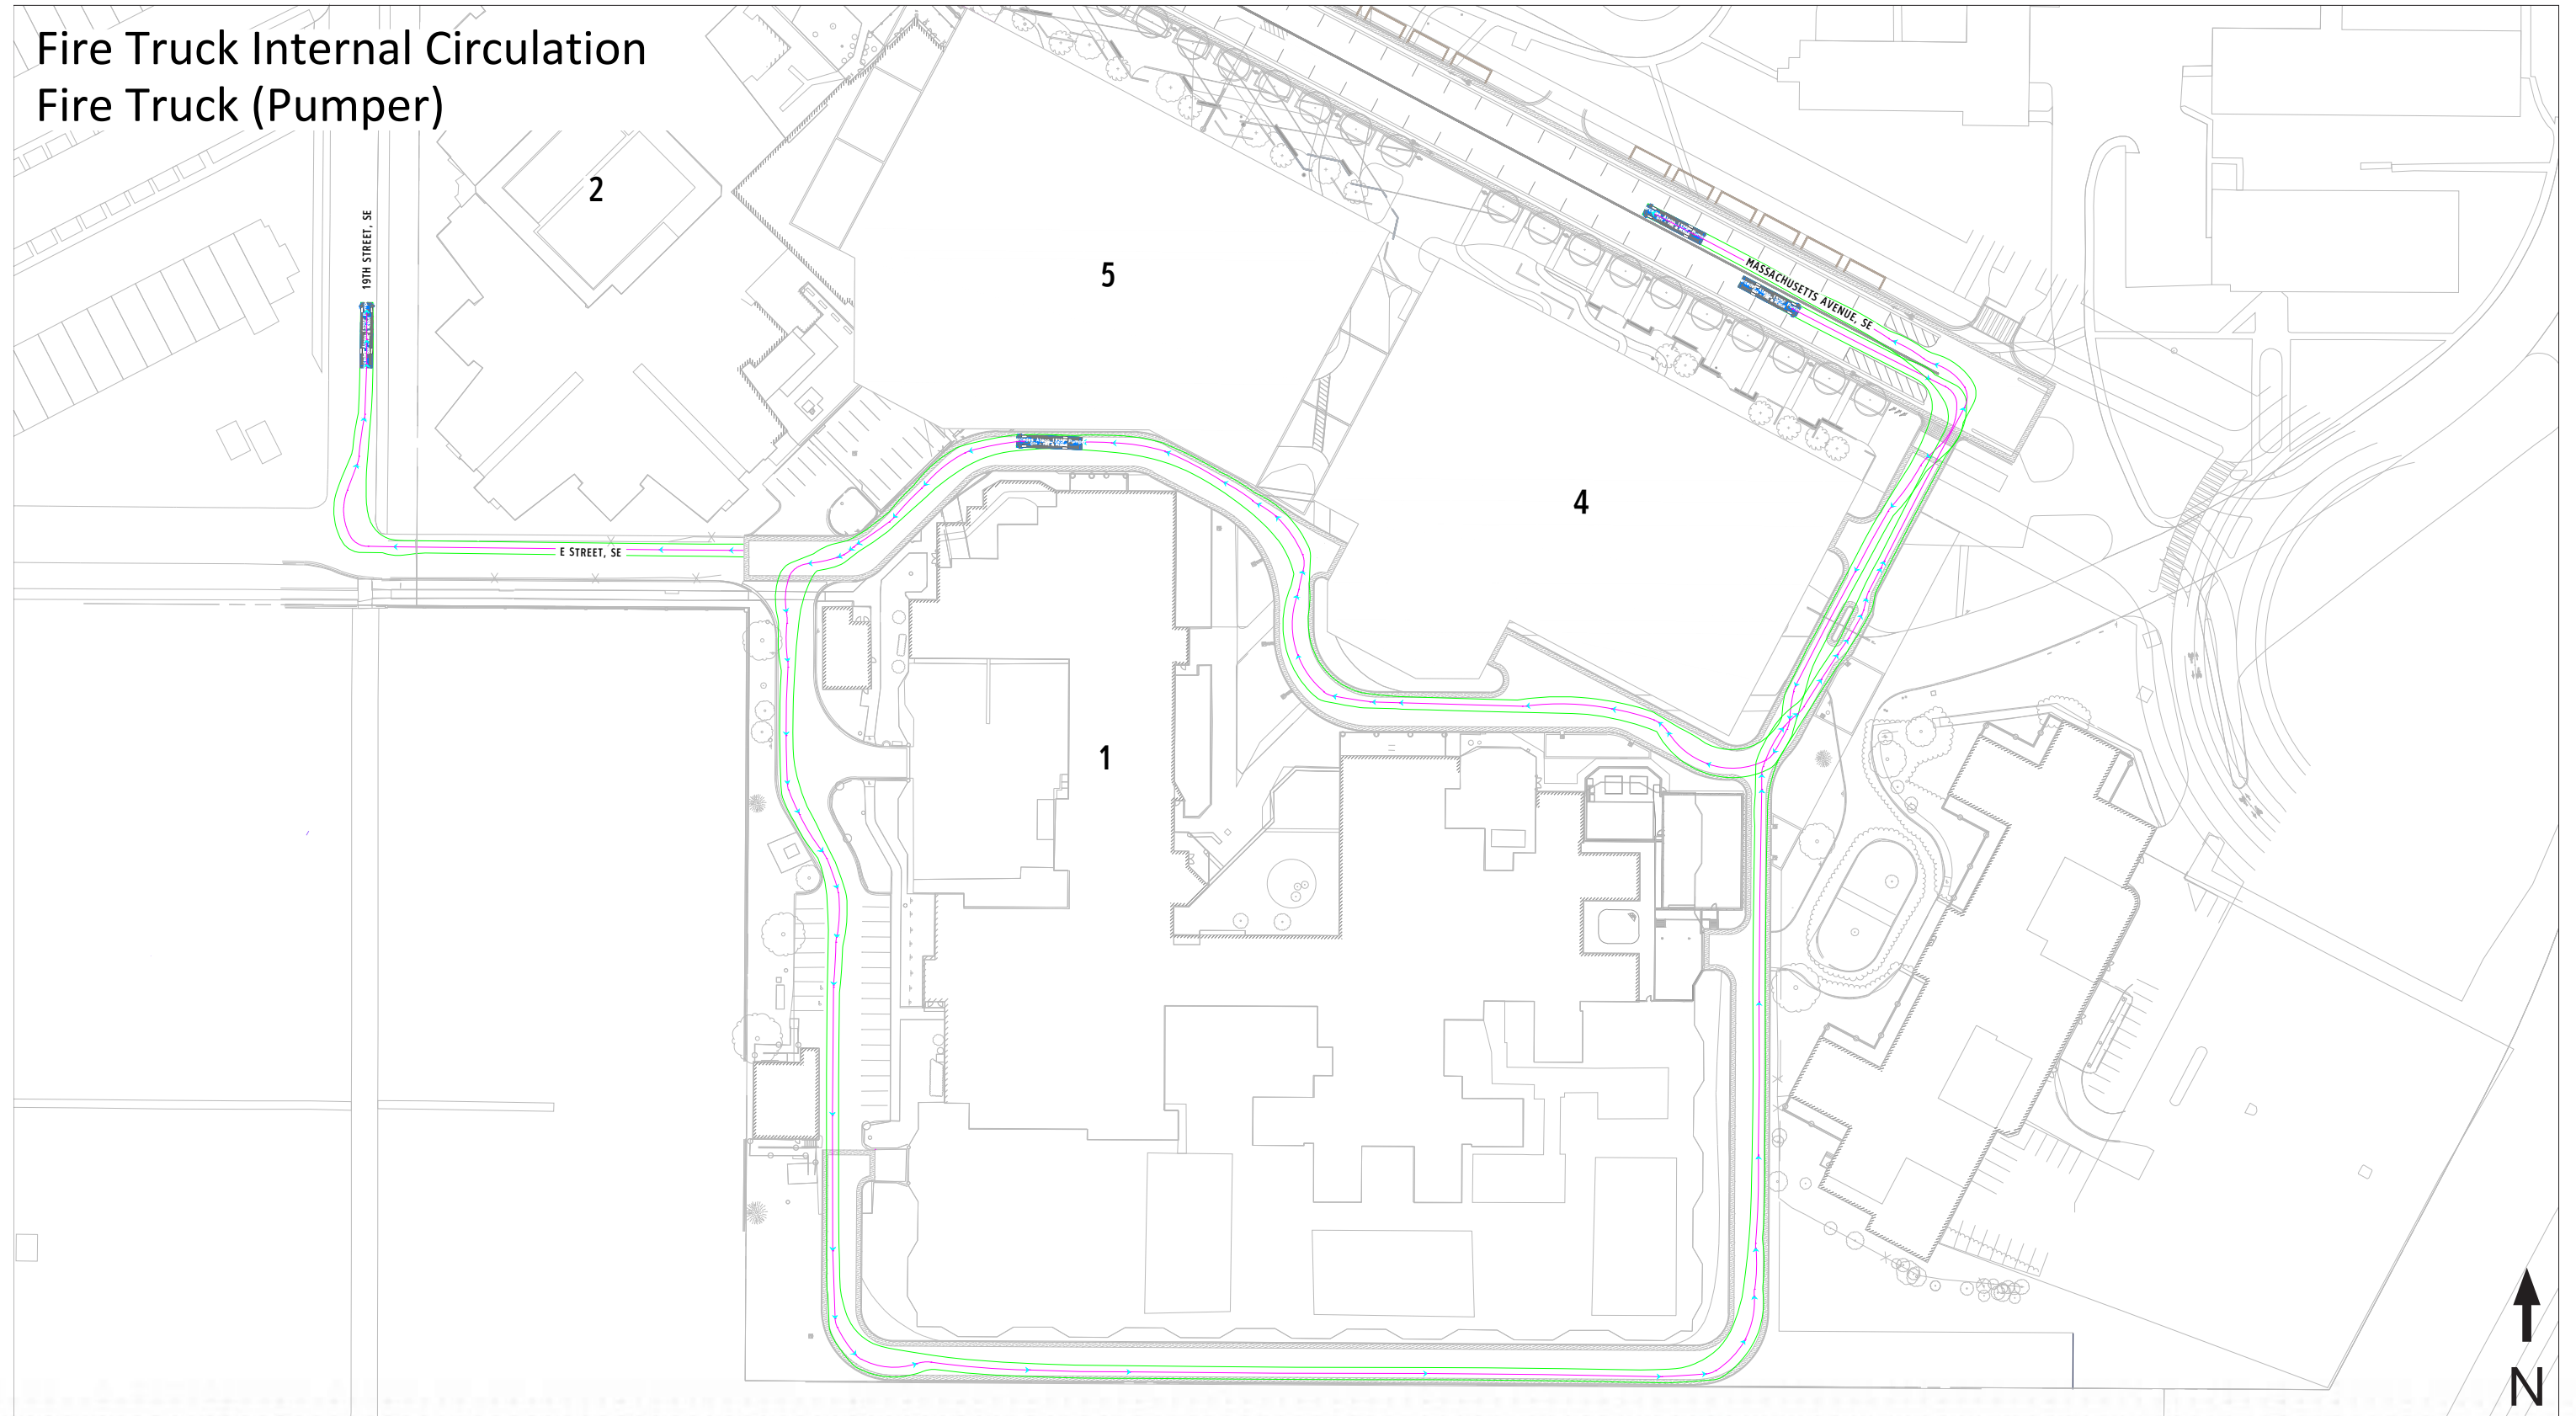 Fire Truck Internal Circulation
Fire Truck (Pumper)
2
19TH STREET, SE
5
MASSACHUSETTS AVENUE, SE
4
E STREET, SE
1
N